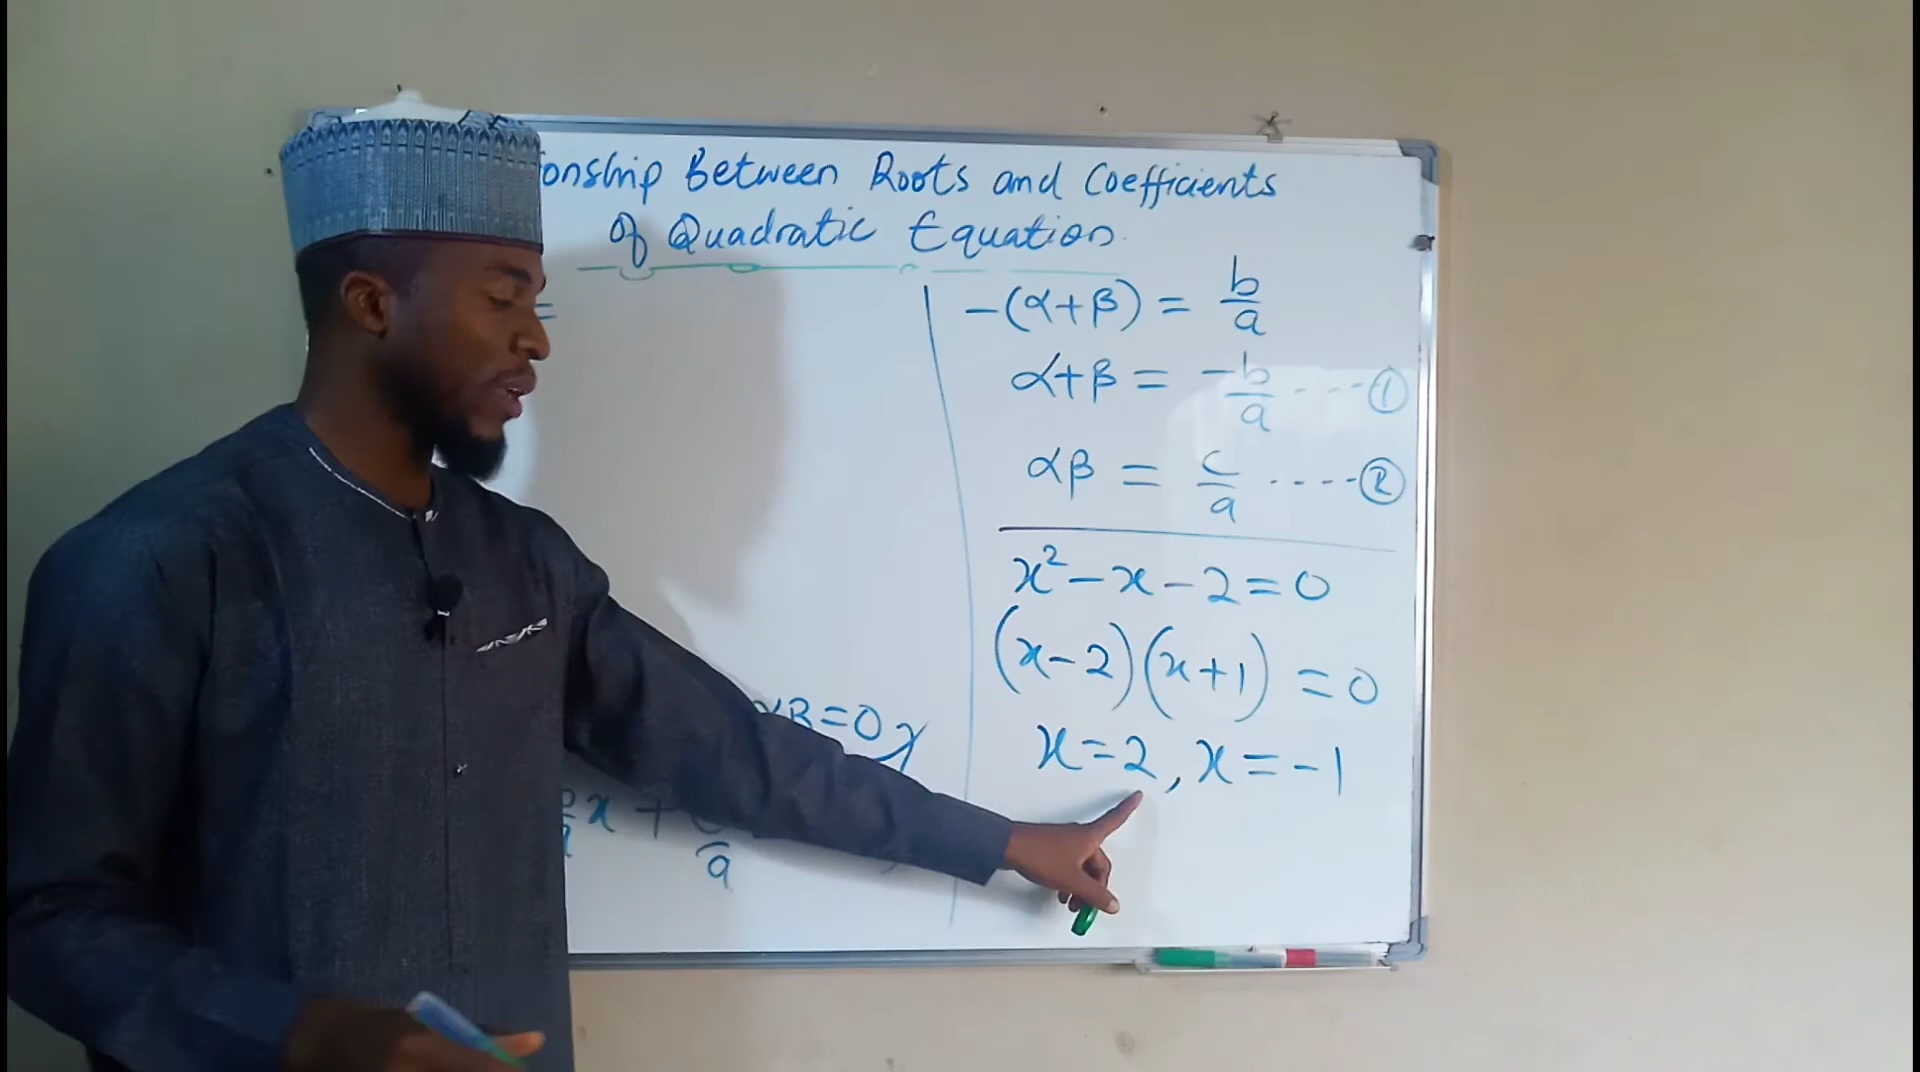 onship Between Roots and Coefficients
of Quadratic Equation.
=
αβ=0
x +
a
-(α+β) = b/a
α+β = -b/a ----①
αβ = c/a ----②
x²-x-2=0
(x-2)(x+1) = 0
x=2, x=-1